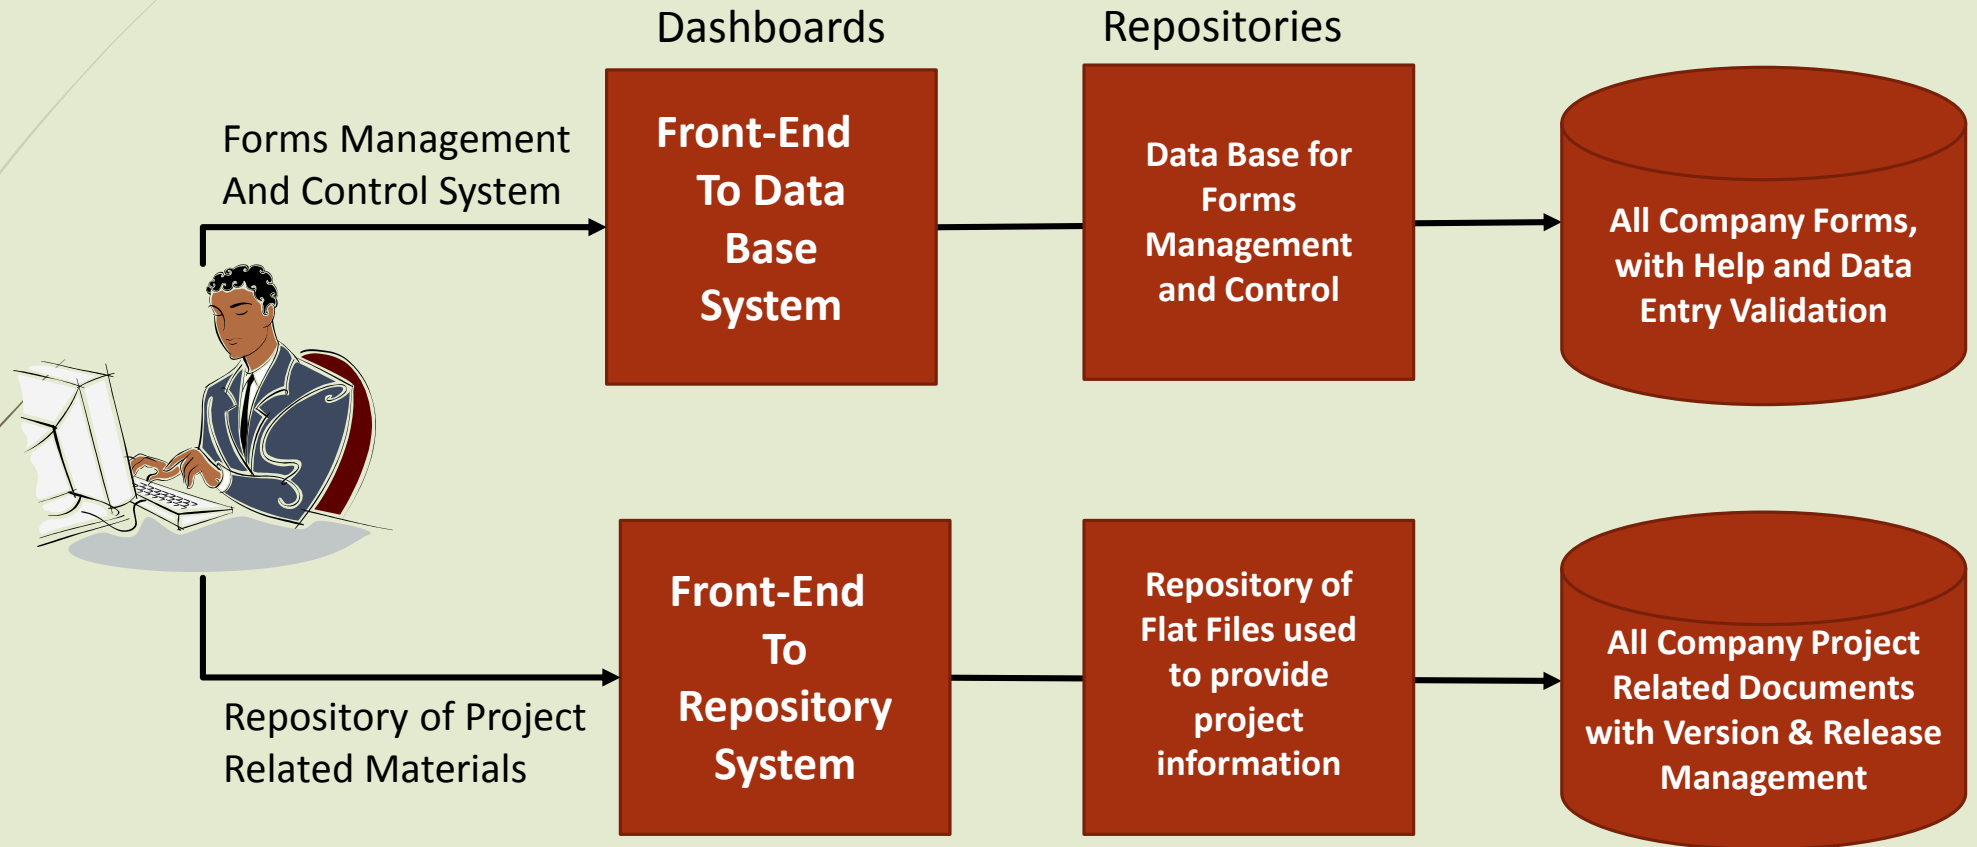 Dashboards
Repositories
Forms Management
And Control System
Front-End
To Data
Base
System
Data Base for
Forms
Management
and Control
All Company Forms,
with Help and Data
Entry Validation
Repository of Project
Related Materials
Front-End
To
Repository
System
Repository of
Flat Files used
to provide
project
information
All Company Project
Related Documents
with Version & Release
Management